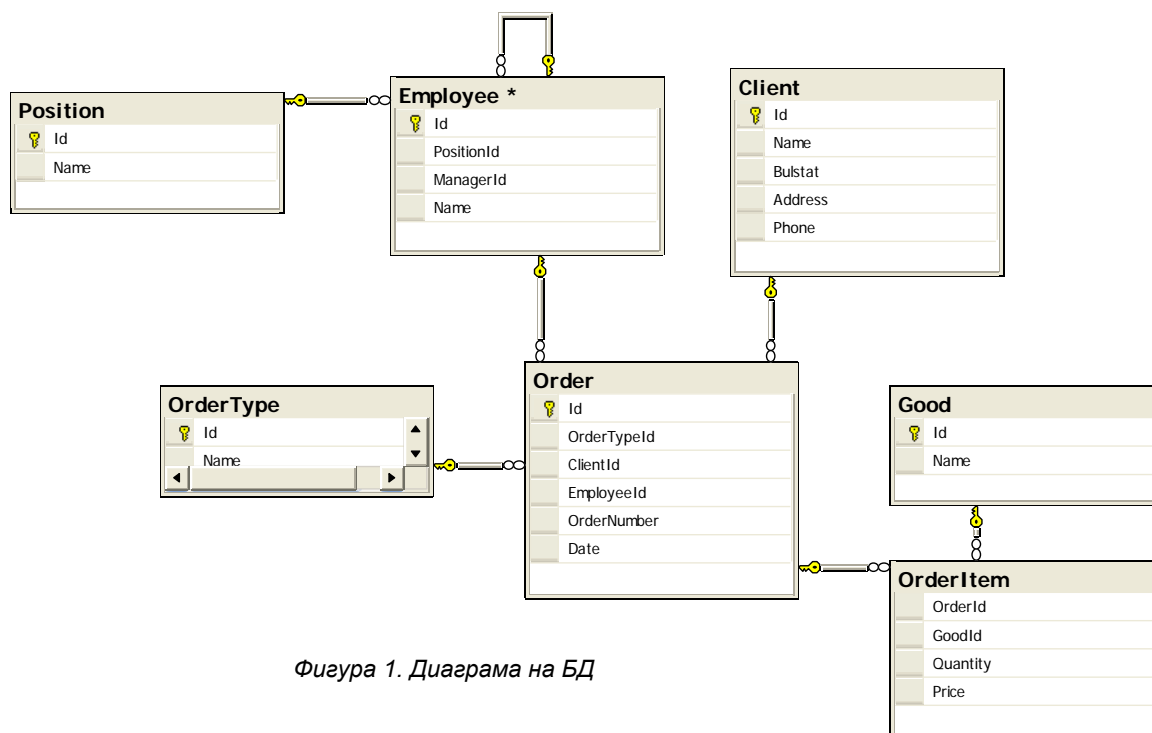 Position
Id
Name
Employee *
Id
PositionId
ManagerId
Name
Client
Id
Name
Bulstat
Address
Phone
OrderType
Id
Name
Order
Id
OrderTypeId
ClientId
EmployeeId
OrderNumber
Date
Good
Id
Name
OrderItem
OrderId
GoodId
Quantity
Price
Фигура 1. Диаграма на БД